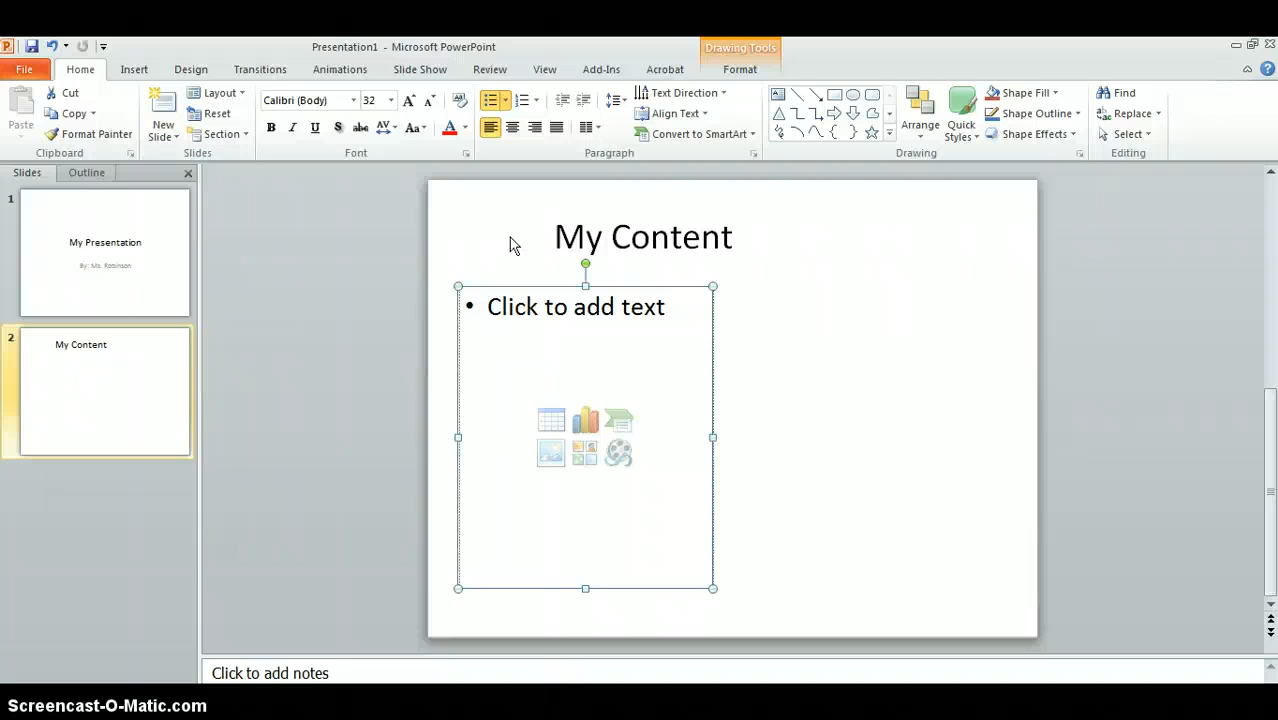 Presentation1 - Microsoft PowerPoint
Drawing Tools
File Home Insert Design Transitions Animations Slide Show Review View Add-Ins Acrobat Format
Paste
Cut
Copy
Format Painter
Clipboard
New Slide
Layout
Reset
Section
Slides
Calibri (Body) 32
B I U S abc AV Aa A
Font
Text Direction
Align Text
Convert to SmartArt
Paragraph
Arrange
Quick Styles
Shape Fill
Shape Outline
Shape Effects
Drawing
Find
Replace
Select
Editing
Slides Outline
1
My Presentation
By: Ms. Robinson
2
My Content
My Content
• Click to add text
Click to add notes
Screencast-O-Matic.com